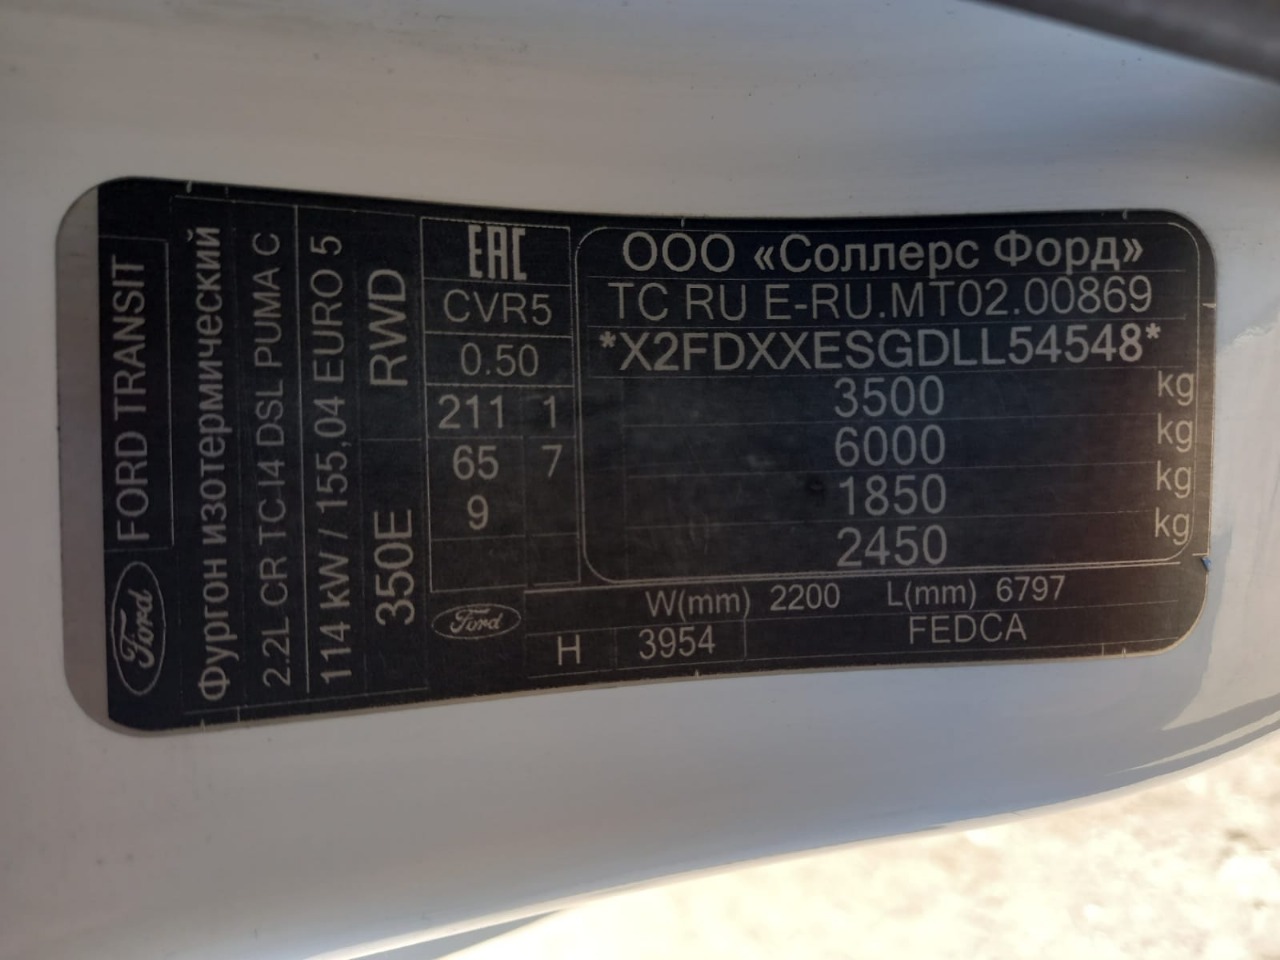 ООО «Соллерс Форд»
TC RU E-RU.MT02.00869
*X2FDXXESGDLL54548*
3500 kg
6000 kg
1850 kg
2450 kg
W(mm) 2200 L(mm) 6797
H 3954 FEDCA
EAC
CVR5
0.50
211 1
65 7
9
Ford
Ford FORD TRANSIT
Фургон изотермический
2.2L CR TC I4 DSL PUMA C
114 kW / 155,04 EURO 5
350E RWD